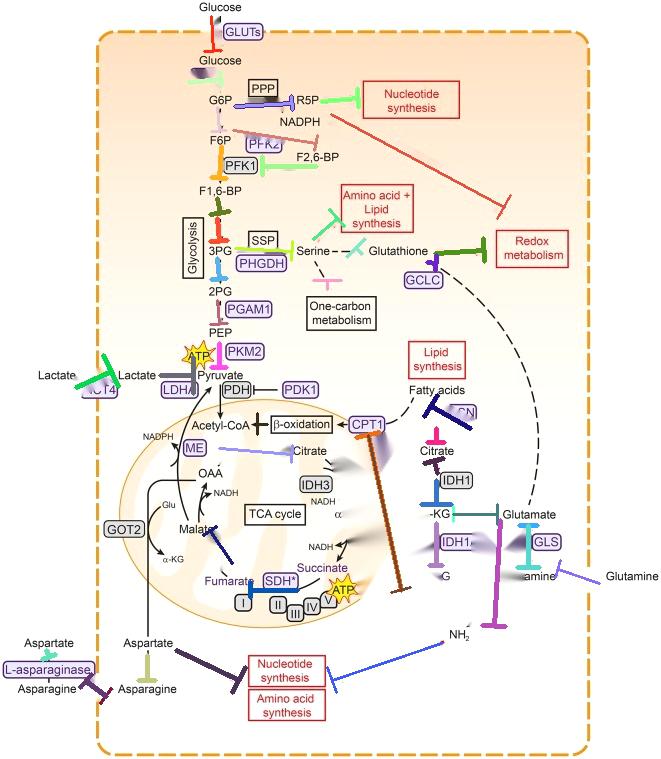 Glucose
GLUTs
Glucose
G6P
PPP
R5P
Nucleotide
synthesis
NADPH
F6P
PFK2
F2,6-BP
PFK1
F1,6-BP
Amino acid +
Lipid
synthesis
Glycolysis
3PG
SSP
PHGDH
Serine
Glutathione
Redox
metabolism
GCLC
2PG
One-carbon
metabolism
PGAM1
PEP
ATP
PKM2
Lipid
synthesis
Lactate
Lactate
Pyruvate
LDHA
PDH
PDK1
Fatty acids
Acetyl-CoA
β-oxidation
CPT1
NADPH
ME
Citrate
Citrate
OAA
IDH3
IDH1
NADH
NADH
TCA cycle
α
-KG
Glutamate
Glu
GOT2
Malate
NADH
IDH1
GLS
α-KG
Succinate
Fumarate
SDH*
G
amine
Glutamine
ATP
I
II
III
IV
V
NH2
Aspartate
Aspartate
L-asparaginase
Asparagine
Asparagine
Nucleotide
synthesis
Amino acid
synthesis